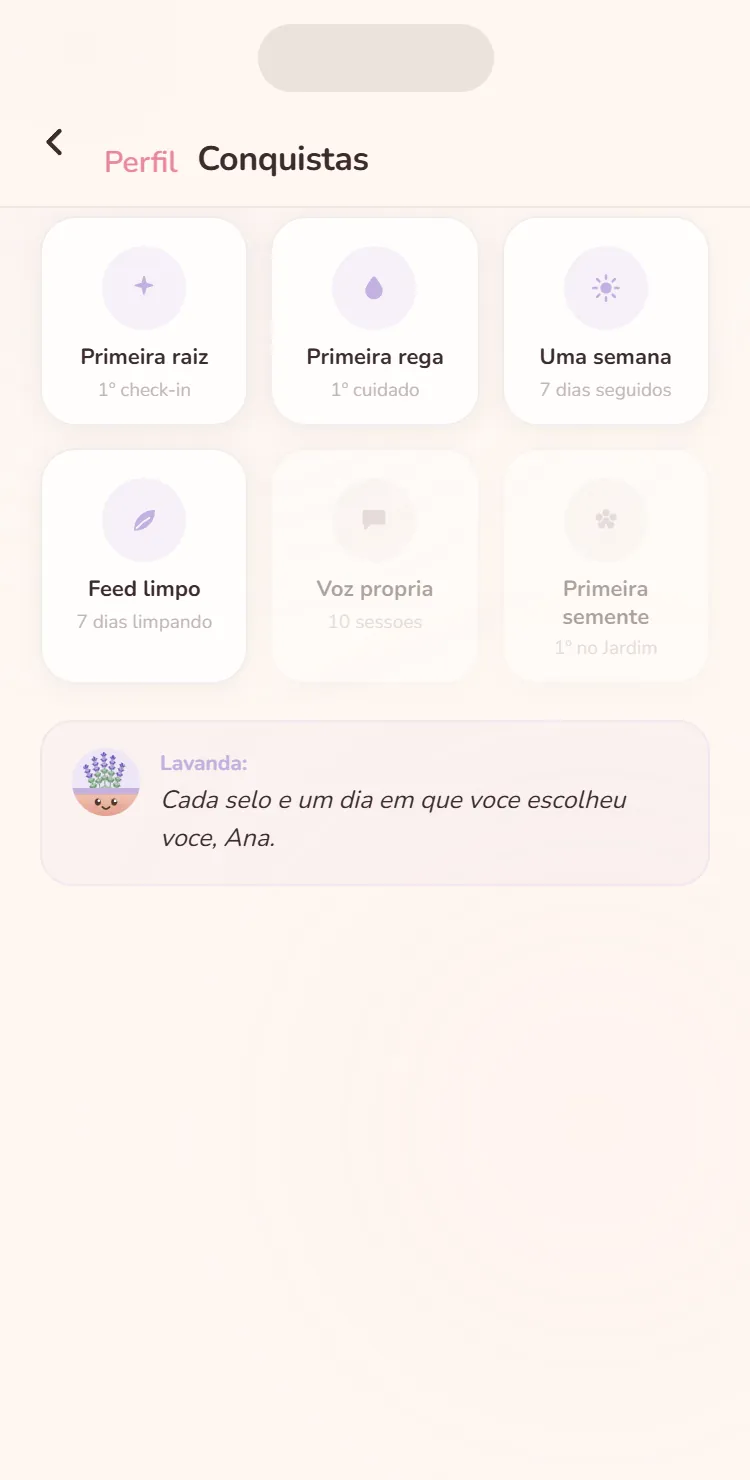 Perfil Conquistas
Primeira raiz
1º check-in
Primeira rega
1º cuidado
Uma semana
7 dias seguidos
Feed limpo
7 dias limpando
Voz propria
10 sessoes
Primeira
semente
1º no Jardim
Lavanda:
Cada selo e um dia em que voce escolheu
voce, Ana.